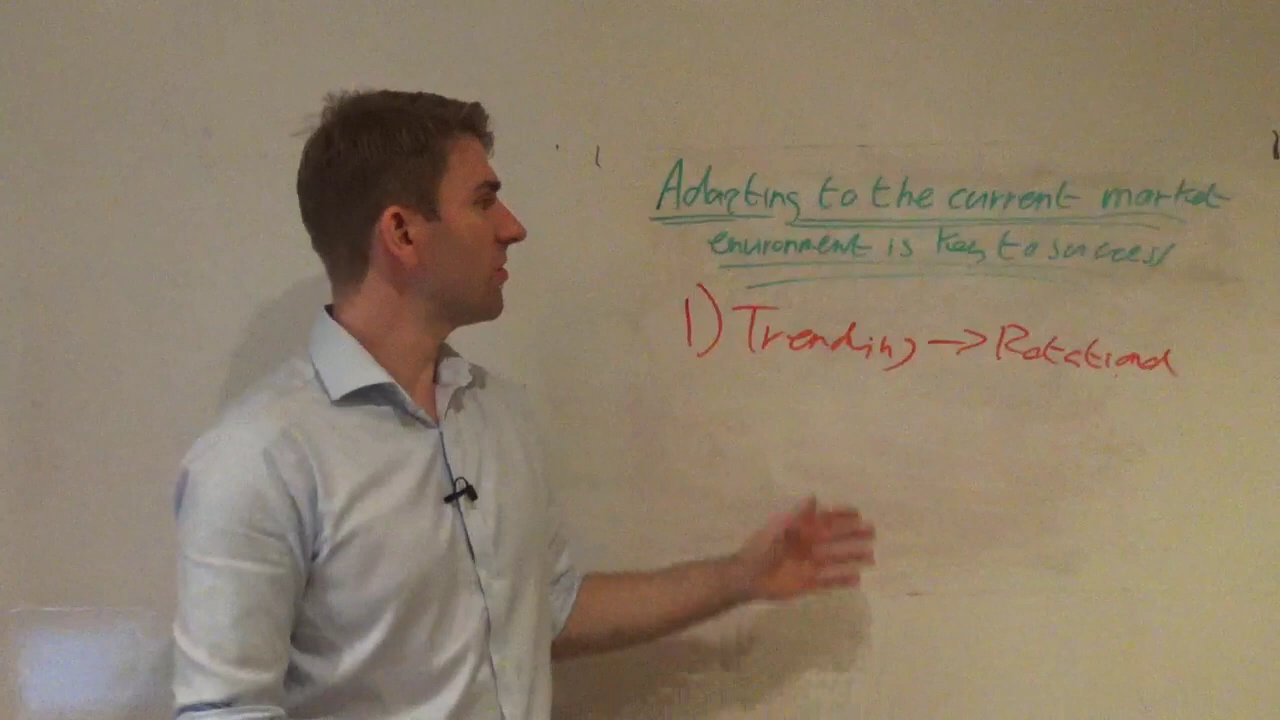 Adapting to the current market
environment is key to success
1) Trending → Rotational